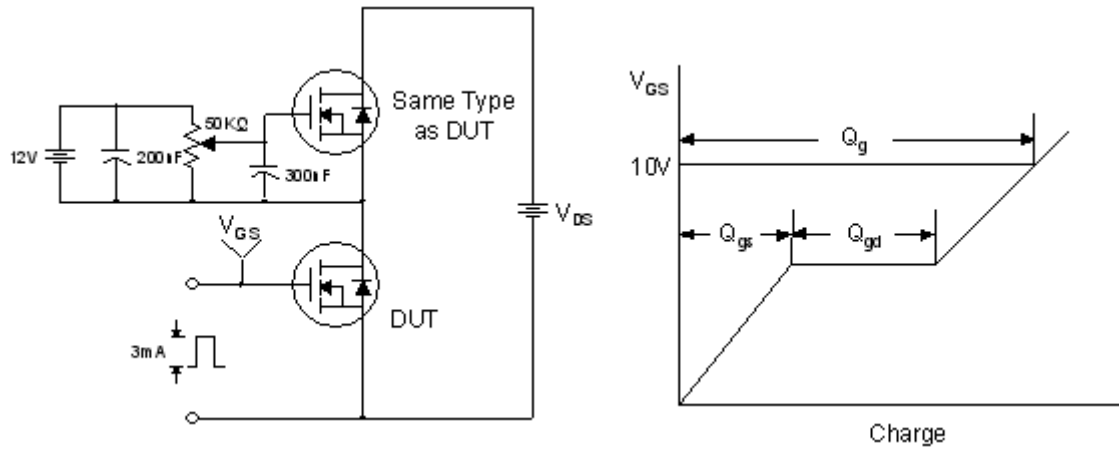 12V
200nF
50KΩ
300nF
Same Type
as DUT
V_DS
V_GS
DUT
3mA
V_GS
Q_g
10V
Q_gs
Q_gd
Charge